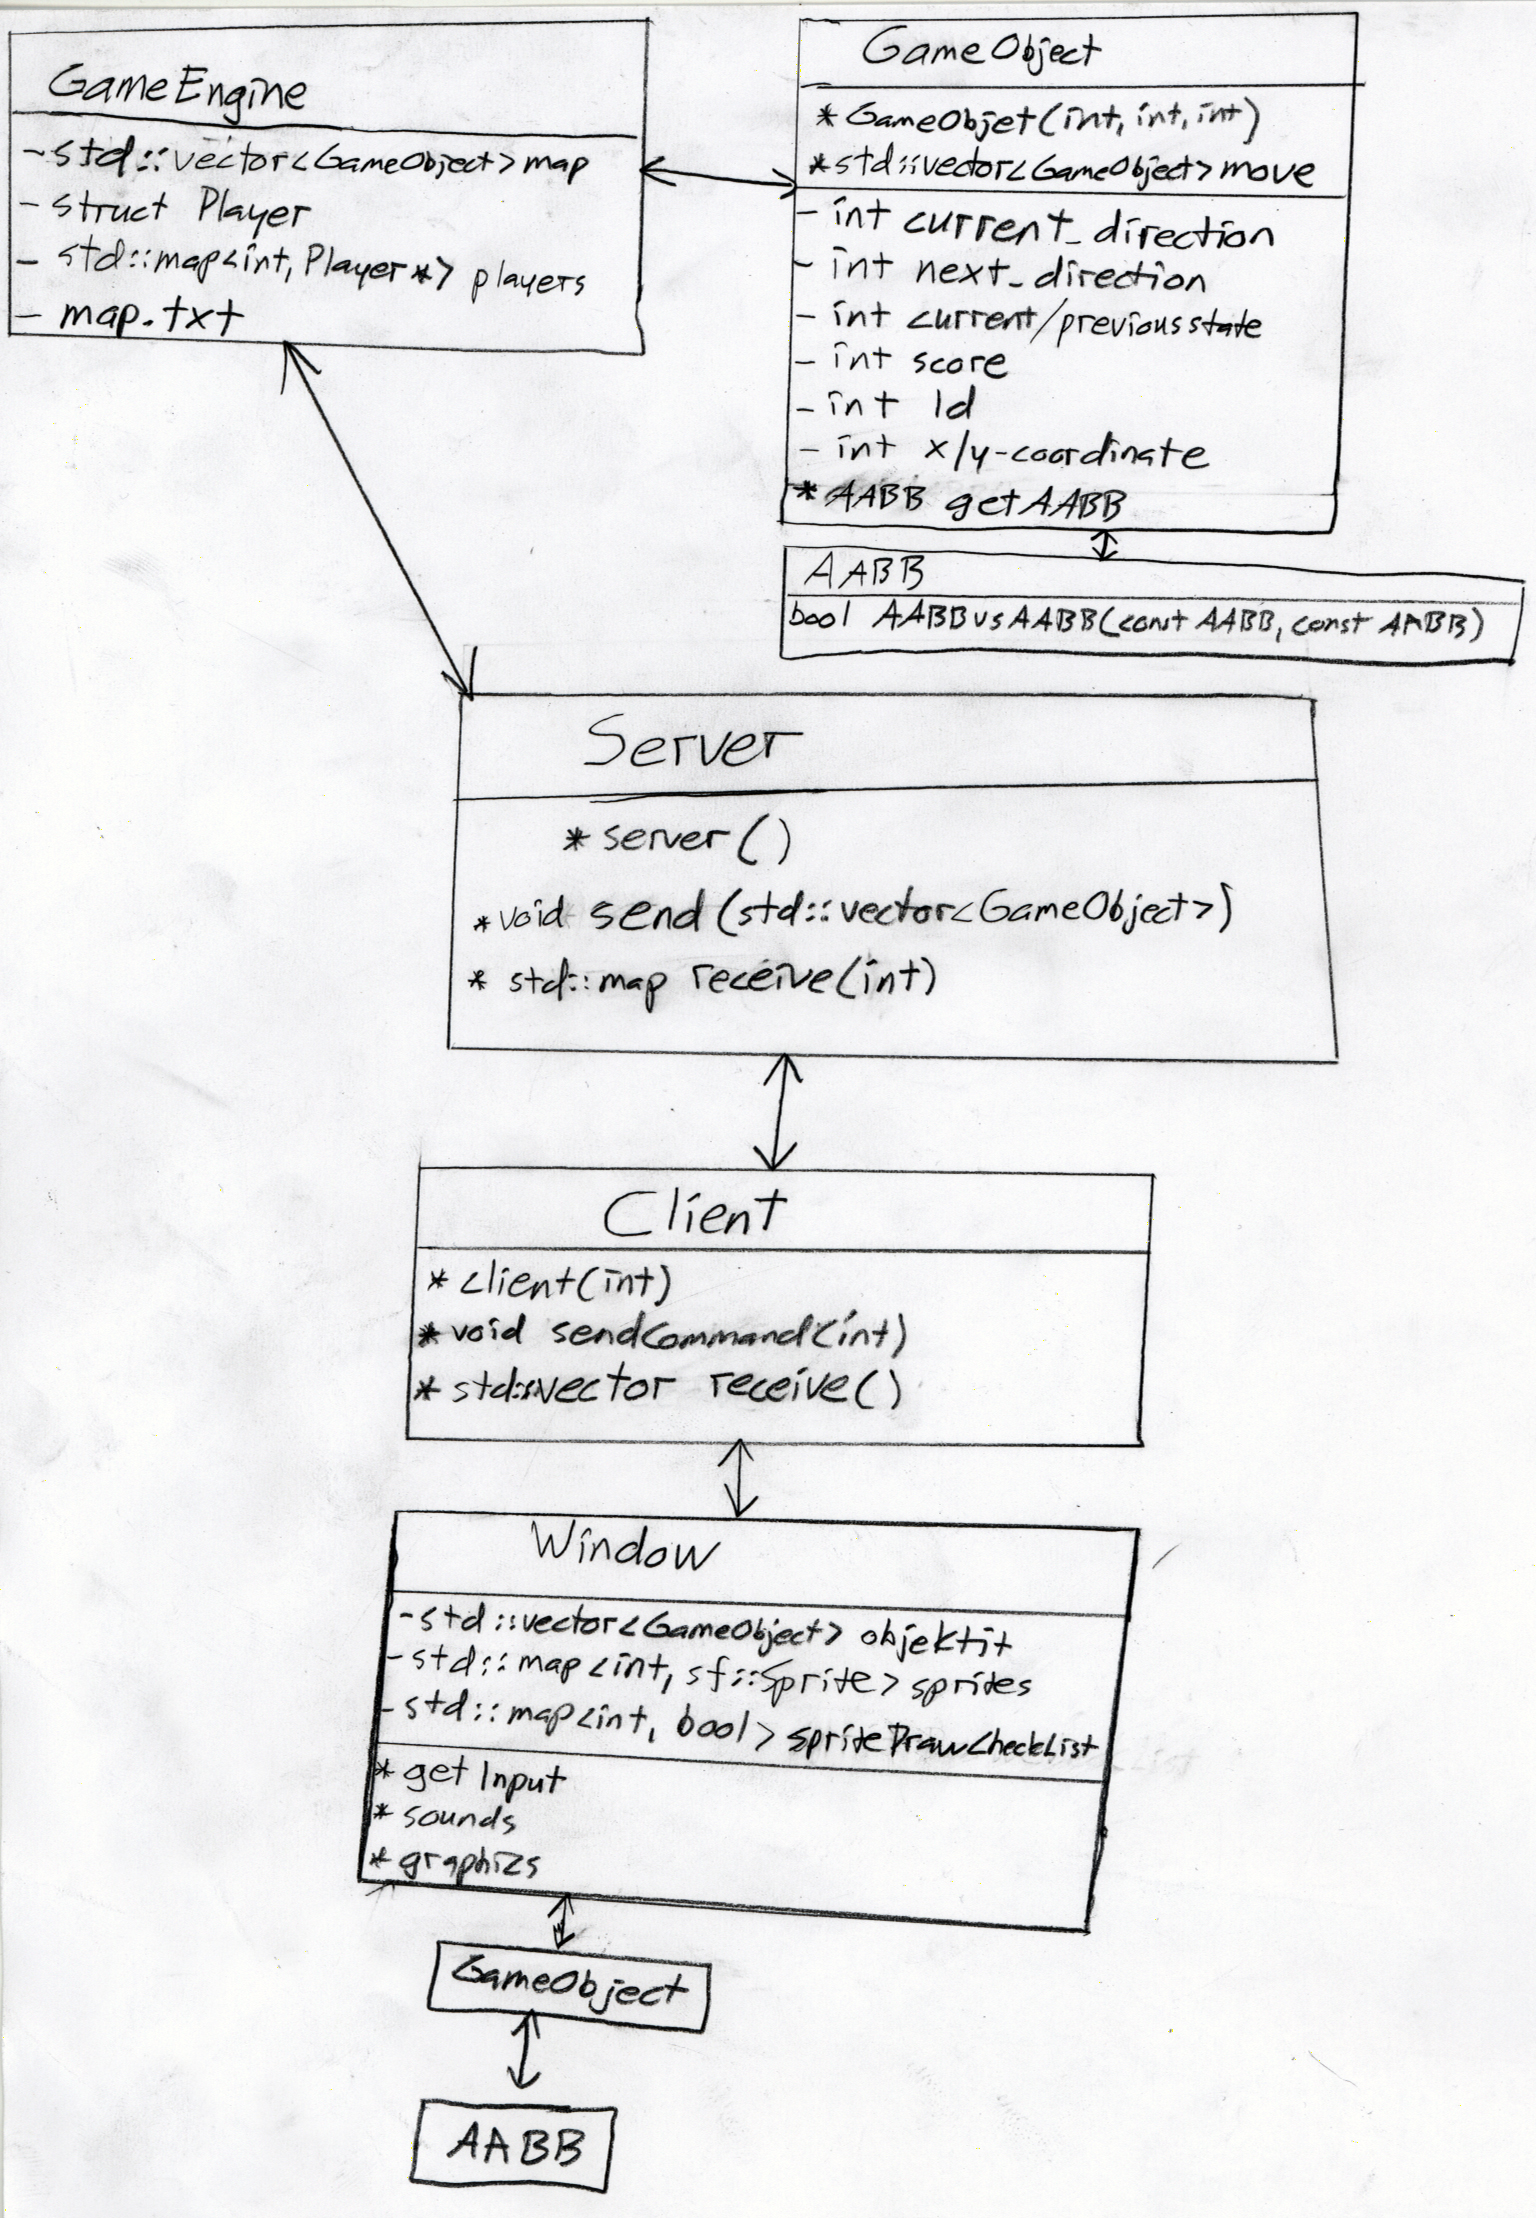 GameEngine
- std::vector<GameObject> map
- struct Player
- std::map<int, Player*> players
- map.txt
GameObject
* GameObjet(int, int, int)
* std::vector<GameObject> move
- int current_direction
- int next_direction
- int current/previousstate
- int score
- int Id
- int x/y-coordinate
* AABB getAABB
AABB
bool AABBvsAABB(const AABB, const AABB)
Server
* server()
* void send(std::vector<GameObject>)
* std::map receive(int)
Client
* client(int)
* void sendCommand(int)
* std::vector receive()
Window
- std::vector<GameObject> objektit
- std::map<int, sf::Sprite> sprites
- std::map<int, bool> spriteDrawCheckList
* getInput
* sounds
* graphics
GameObject
AABB